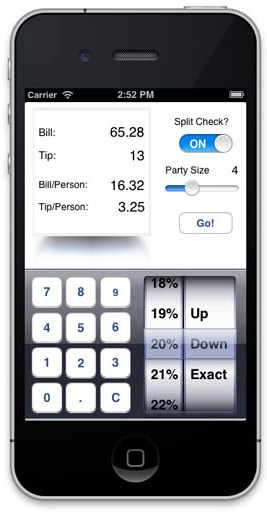 Carrier 2:52 PM
Bill: 65.28
Tip: 13
Bill/Person: 16.32
Tip/Person: 3.25
Split Check?
ON
Party Size 4
Go!
7 8 9
4 5 6
1 2 3
0 . C
18%
19% Up
20% Down
21% Exact
22%